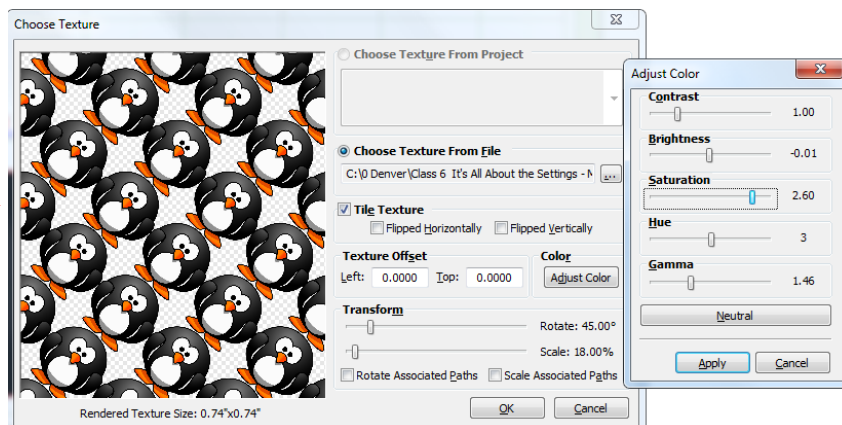 Choose Texture
Choose Texture From Project
Choose Texture From File
C:\0 Denver\Class 6  It's All About the Settings - N
...
Tile Texture
Flipped Horizontally
Flipped Vertically
Texture Offset
Color
Left: 0.0000 Top: 0.0000
Adjust Color
Transform
Rotate: 45.00°
Scale: 18.00%
Rotate Associated Paths
Scale Associated Paths
Rendered Texture Size: 0.74"x0.74"
OK
Cancel
Adjust Color
Contrast
1.00
Brightness
-0.01
Saturation
2.60
Hue
3
Gamma
1.46
Neutral
Apply
Cancel